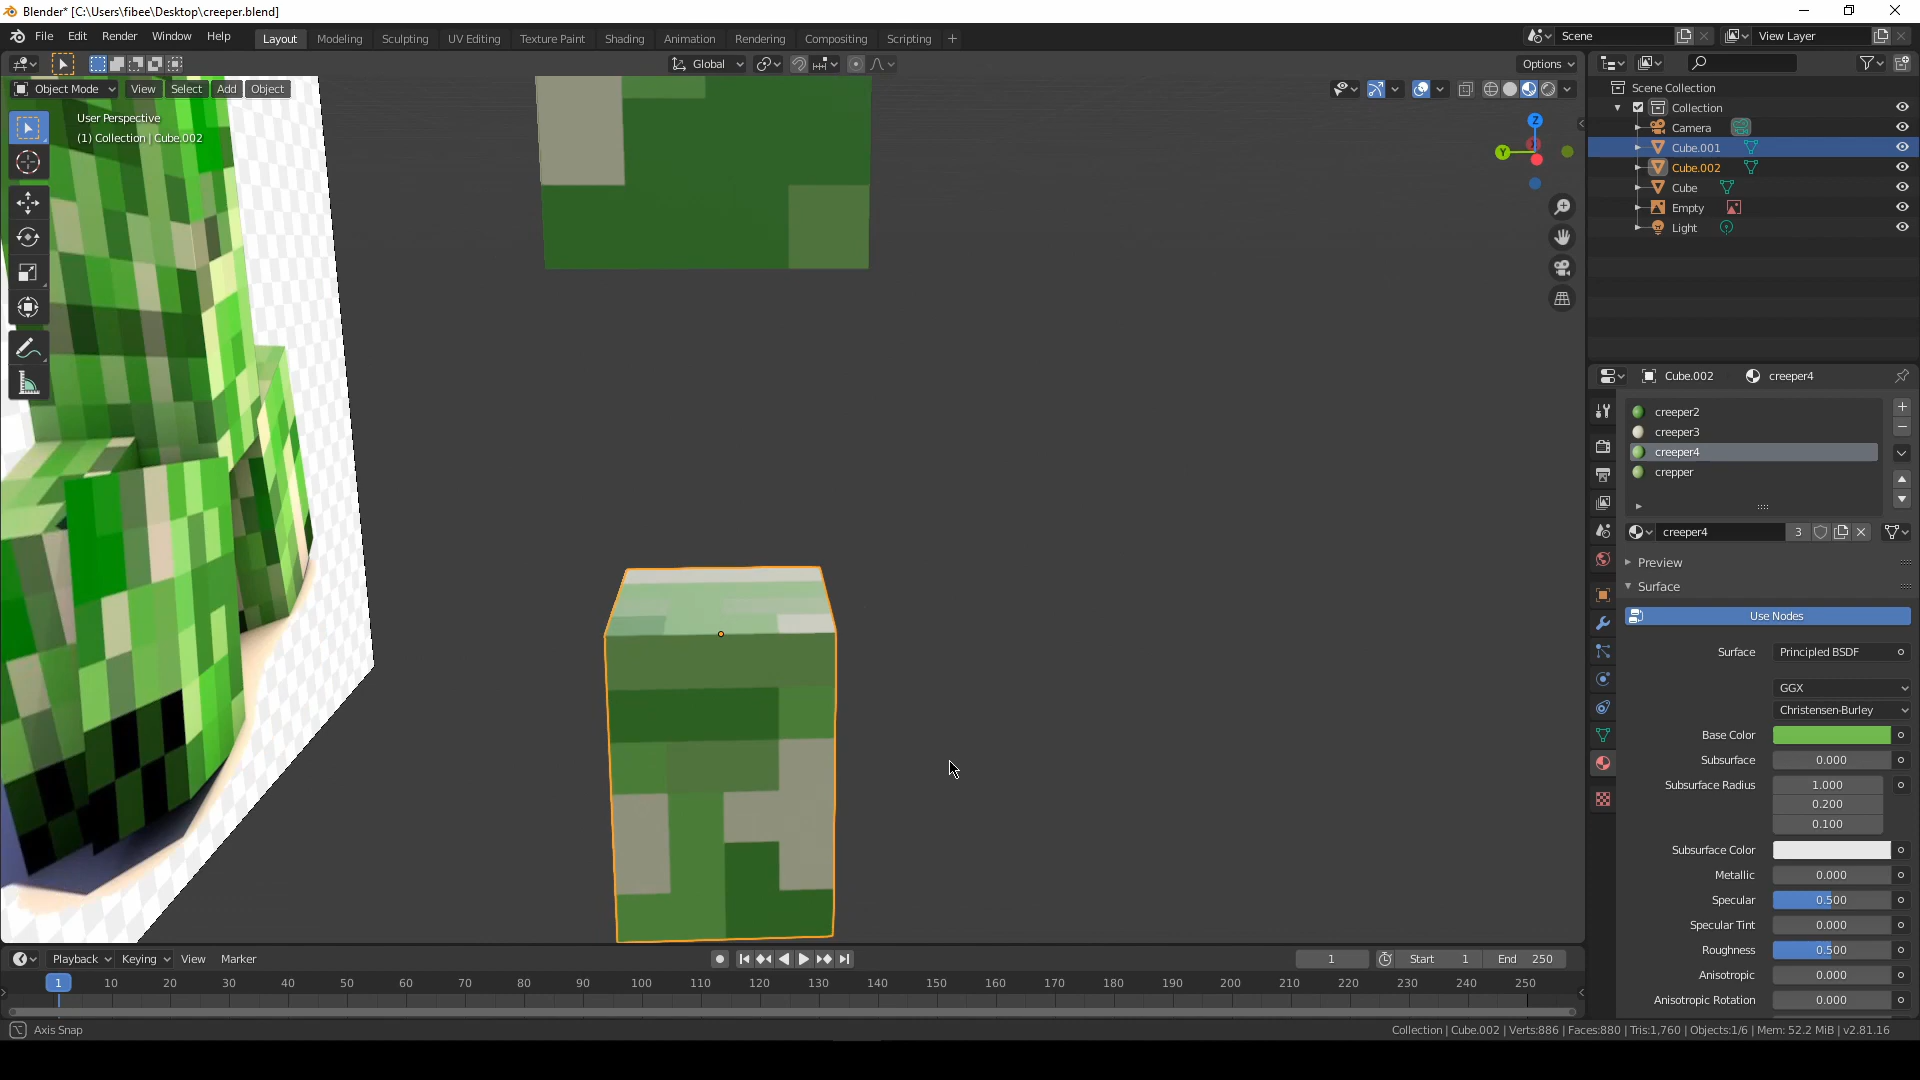 Blender* [C:\Users\fibee\Desktop\creeper.blend]
File Edit Render Window Help
Layout Modeling Sculpting UV Editing Texture Paint Shading Animation Rendering Compositing Scripting +
Scene
View Layer
Global
Options
Object Mode View Select Add Object
User Perspective
(1) Collection | Cube.002
Z
Y
Scene Collection
Collection
Camera
Cube.001
Cube.002
Cube
Empty
Light
Cube.002 creeper4
creeper2
creeper3
creeper4
crepper
creeper4 3
Preview
Surface
Use Nodes
Surface Principled BSDF
GGX
Christensen-Burley
Base Color
Subsurface 0.000
Subsurface Radius 1.000
0.200
0.100
Subsurface Color
Metallic 0.000
Specular 0.500
Specular Tint 0.000
Roughness 0.500
Anisotropic 0.000
Anisotropic Rotation 0.000
Playback Keying View Marker
1 Start 1 End 250
1 10 20 30 40 50 60 70 80 90 100 110 120 130 140 150 160 170 180 190 200 210 220 230 240 250
Axis Snap
Collection | Cube.002 | Verts:886 | Faces:880 | Tris:1,760 | Objects:1/6 | Mem: 52.2 MiB | v2.81.16